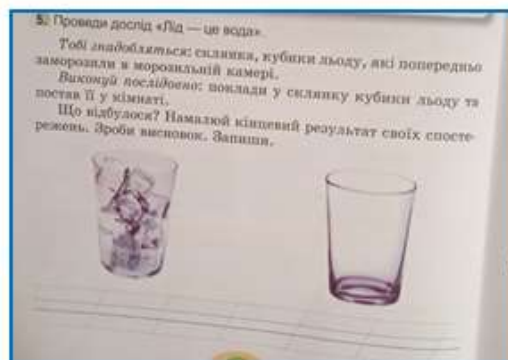 5. Проведи дослід «Лід — це вода».
Тобі знадобляться: склянка, кубики льоду, які попередньо
заморозили в морозильній камері.
Виконуй послідовно: поклади у склянку кубики льоду та
постав її у кімнаті.
Що відбулося? Намалюй кінцевий результат своїх спосте-
режень. Зроби висновок. Запиши.